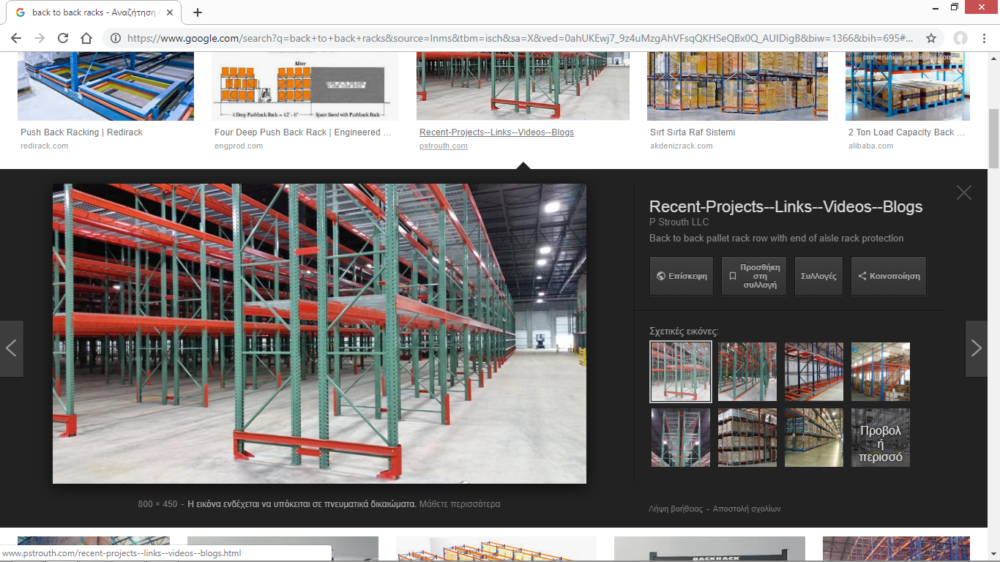 back to back racks - Αναζήτηση
https://www.google.com/search?q=back+to+back+racks&source=lnms&tbm=isch&sa=X&ved=0ahUKEwj7_9z4uMzgAhVFsqQKHSeQBx0Q_AUIDigB&biw=1366&bih=695#...
After
4 Deep Pushback Rack = 42' - 6"
Space Saved with Pushback Rack
cneverunion.en.alibaba.com
Push Back Racking | Redirack
redirack.com
Four Deep Push Back Rack | Engineered ...
engprod.com
Recent-Projects--Links--Videos--Blogs
pstrouth.com
Sırt Sırta Raf Sistemi
akdenizrack.com
2 Ton Load Capacity Back ...
alibaba.com
Recent-Projects--Links--Videos--Blogs
P Strouth LLC
Back to back pallet rack row with end of aisle rack protection
Επίσκεψη
Προσθήκη
στη
συλλογή
Συλλογές
Κοινοποίηση
Σχετικές εικόνες:
Προβολ
ή
περισσό
800 × 450 - Η εικόνα ενδέχεται να υπόκειται σε πνευματικά δικαιώματα. Μάθετε περισσότερα
Λήψη βοήθειας - Αποστολή σχολίων
www.pstrouth.com/recent-projects--links--videos--blogs.html
BACKRACK